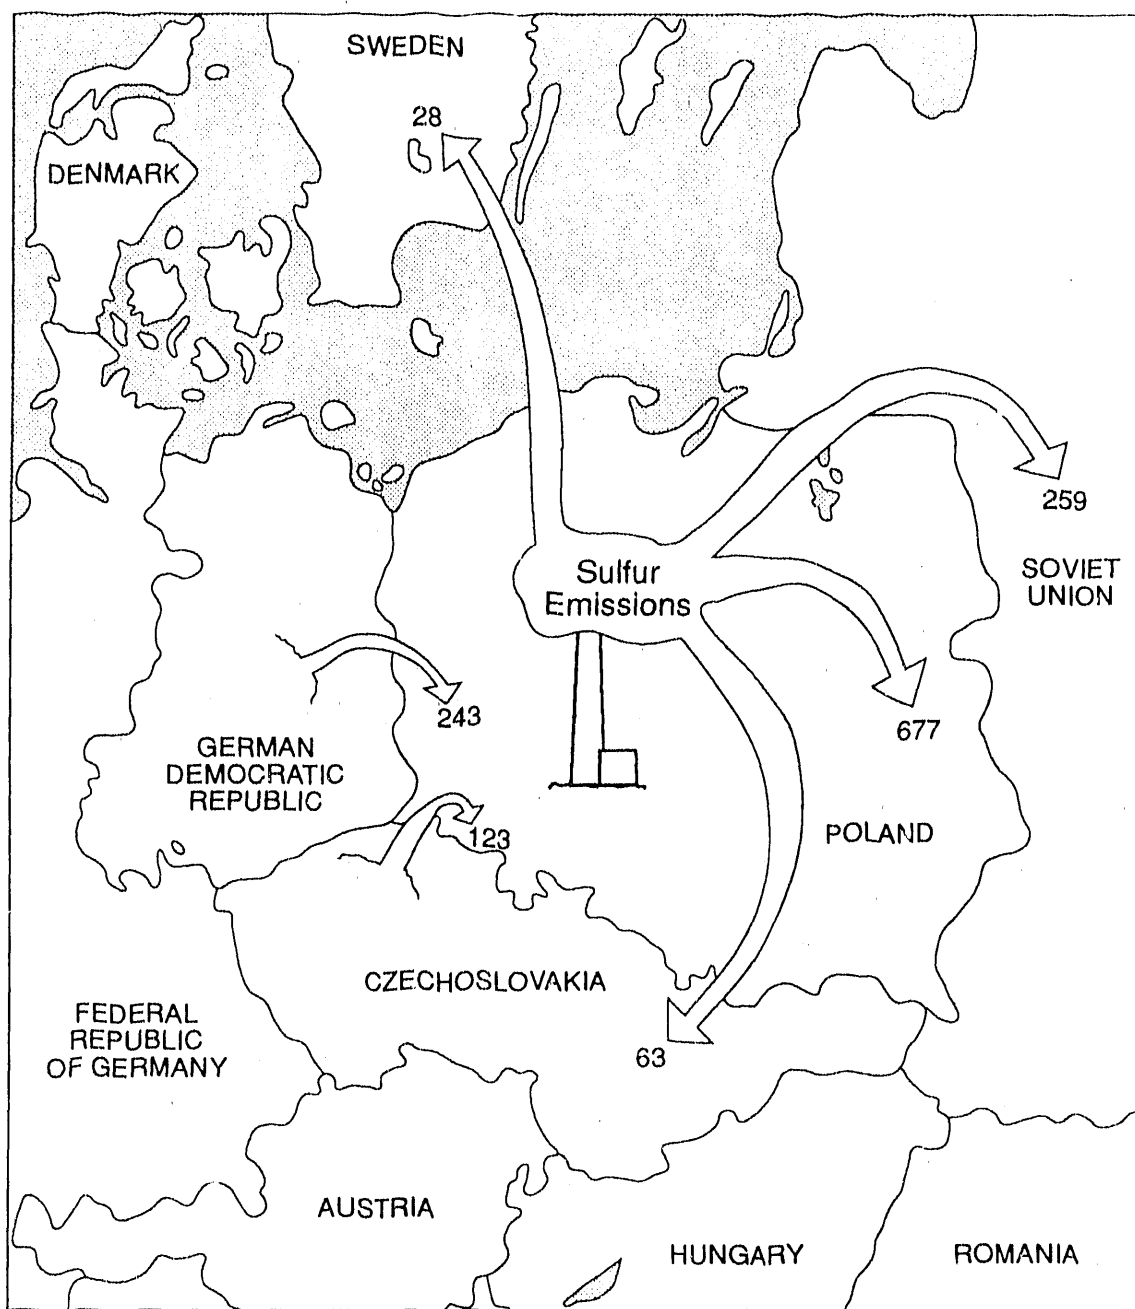 SWEDEN
28
DENMARK
259
Sulfur
Emissions
SOVIET
UNION
243
677
GERMAN
DEMOCRATIC
REPUBLIC
123
POLAND
CZECHOSLOVAKIA
FEDERAL
REPUBLIC
OF GERMANY
63
AUSTRIA
HUNGARY
ROMANIA